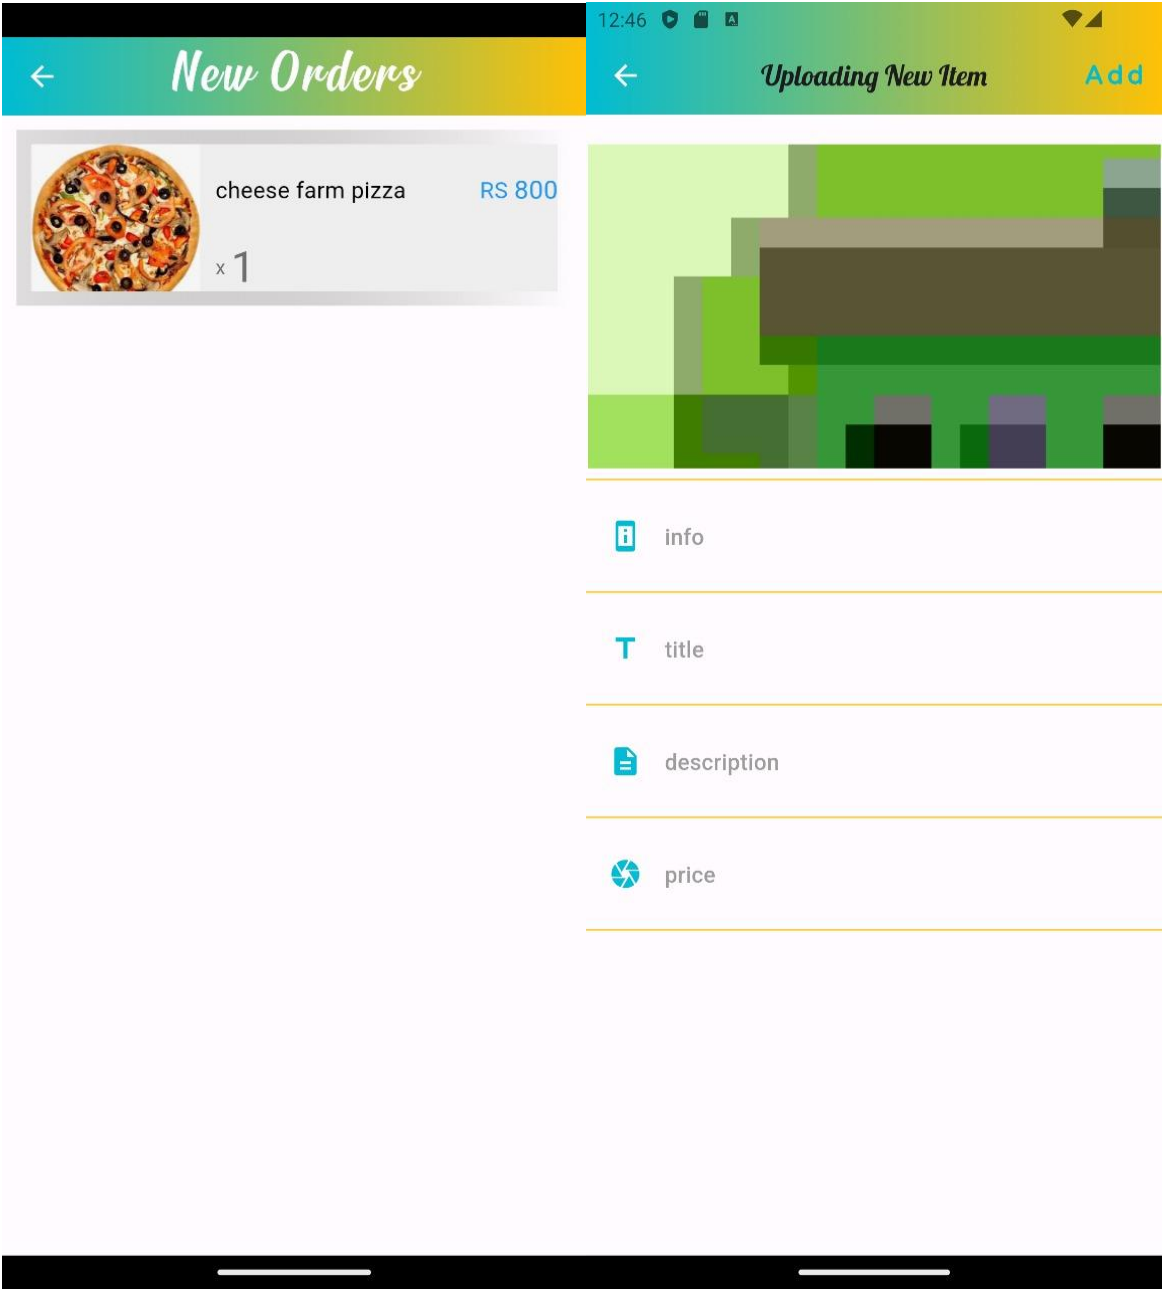 New Orders
cheese farm pizza
RS 800
x 1
12:46
Uploading New Item
Add
info
title
description
price